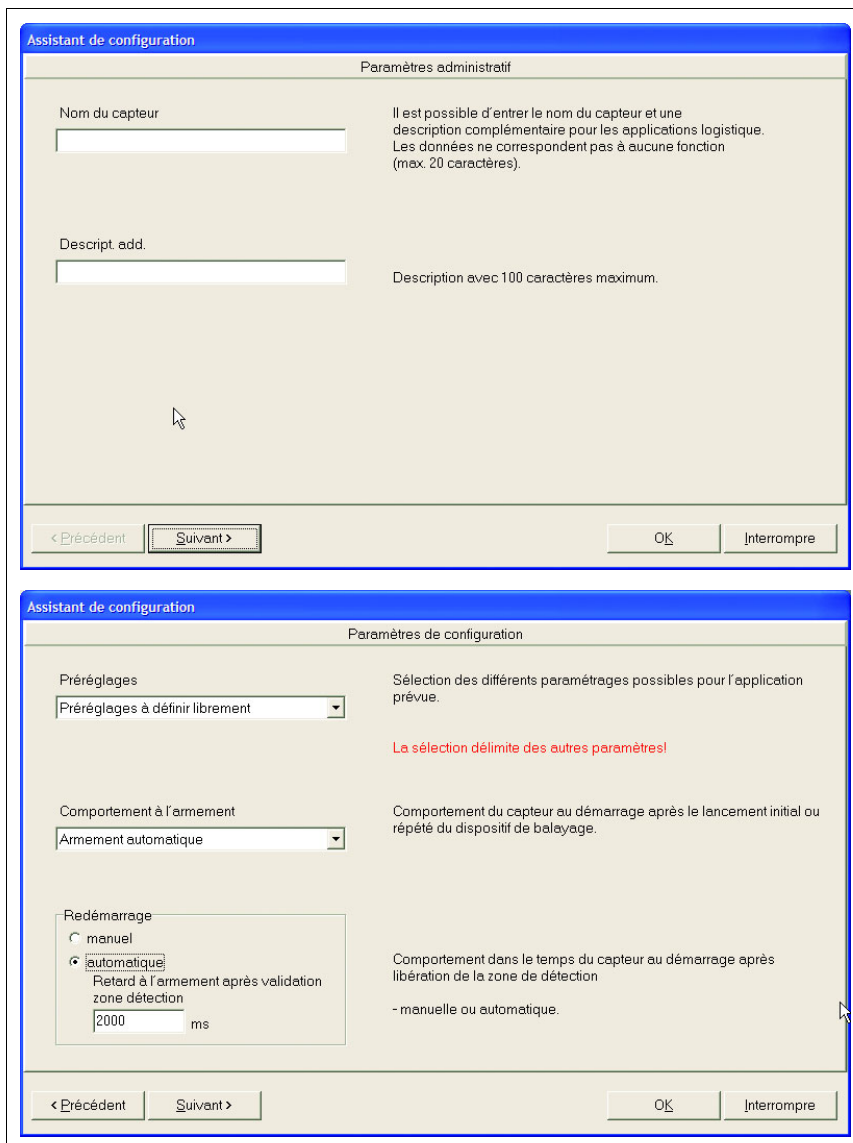 Assistant de configuration
Paramètres administratif
Nom du capteur
Il est possible d'entrer le nom du capteur et une
description complémentaire pour les applications logistique.
Les données ne correspondent pas à aucune fonction
(max. 20 caractères).
Descript. add.
Description avec 100 caractères maximum.
< Précédent
Suivant >
OK
Interrompre
Assistant de configuration
Paramètres de configuration
Préréglages
Préréglages à définir librement
Sélection des différents paramétrages possibles pour l'application
prévue.
La sélection délimite des autres paramètres!
Comportement à l'armement
Armement automatique
Comportement du capteur au démarrage après le lancement initial ou
répété du dispositif de balayage.
Redémarrage
manuel
automatique
Retard à l'armement après validation
zone détection
2000 ms
Comportement dans le temps du capteur au démarrage après
libération de la zone de détection
- manuelle ou automatique.
< Précédent
Suivant >
OK
Interrompre